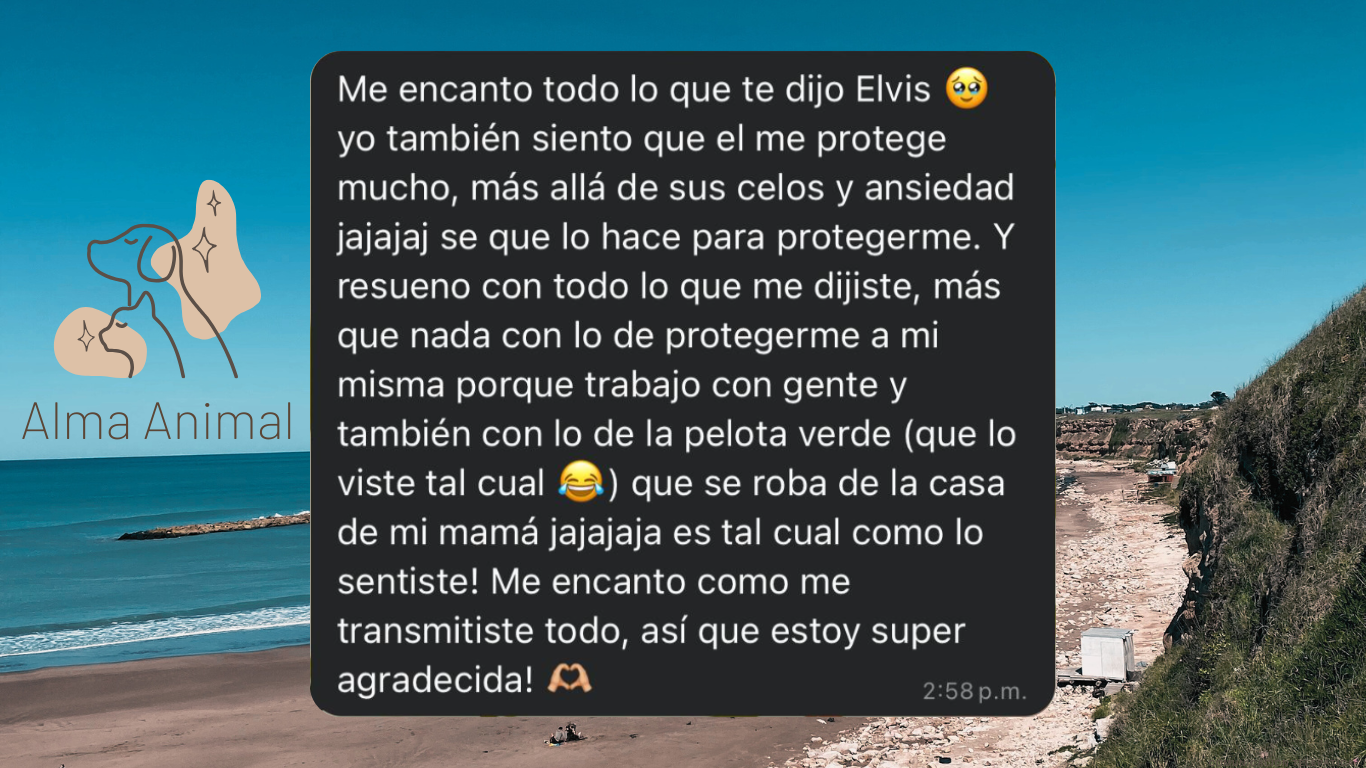 Me encanto todo lo que te dijo Elvis 🥹
yo también siento que el me protege
mucho, más allá de sus celos y ansiedad
jajajaj se que lo hace para protegerme. Y
resueno con todo lo que me dijiste, más
que nada con lo de protegerme a mi
misma porque trabajo con gente y
también con lo de la pelota verde (que lo
viste tal cual 😂) que se roba de la casa
de mi mamá jajajaja es tal cual como lo
sentiste! Me encanto como me
transmitiste todo, así que estoy super
agradecida! 🫶🏼
2:58 p.m.
Alma Animal